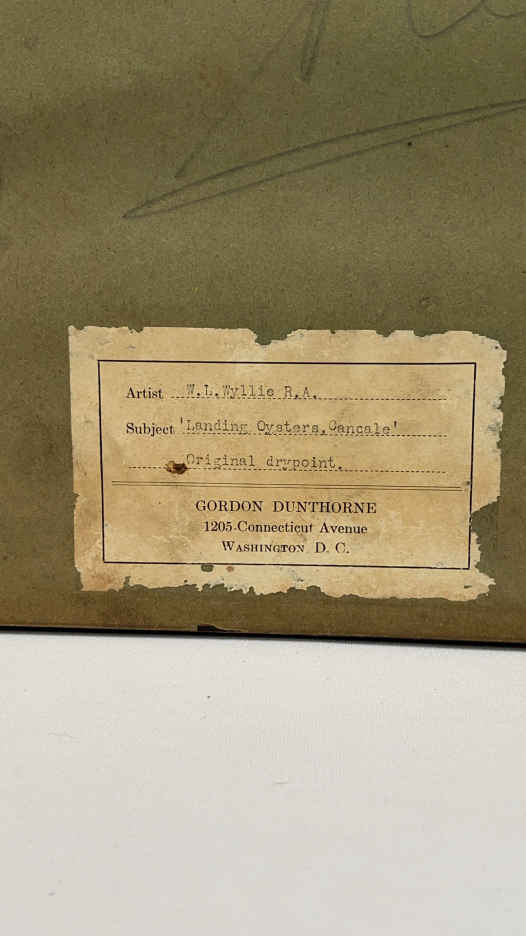 Artist W.L.Wyllie R.A.
Subject 'Landing Oysters, Cancale'
Original drypoint.
GORDON DUNTHORNE
1205 Connecticut Avenue
WASHINGTON, D. C.